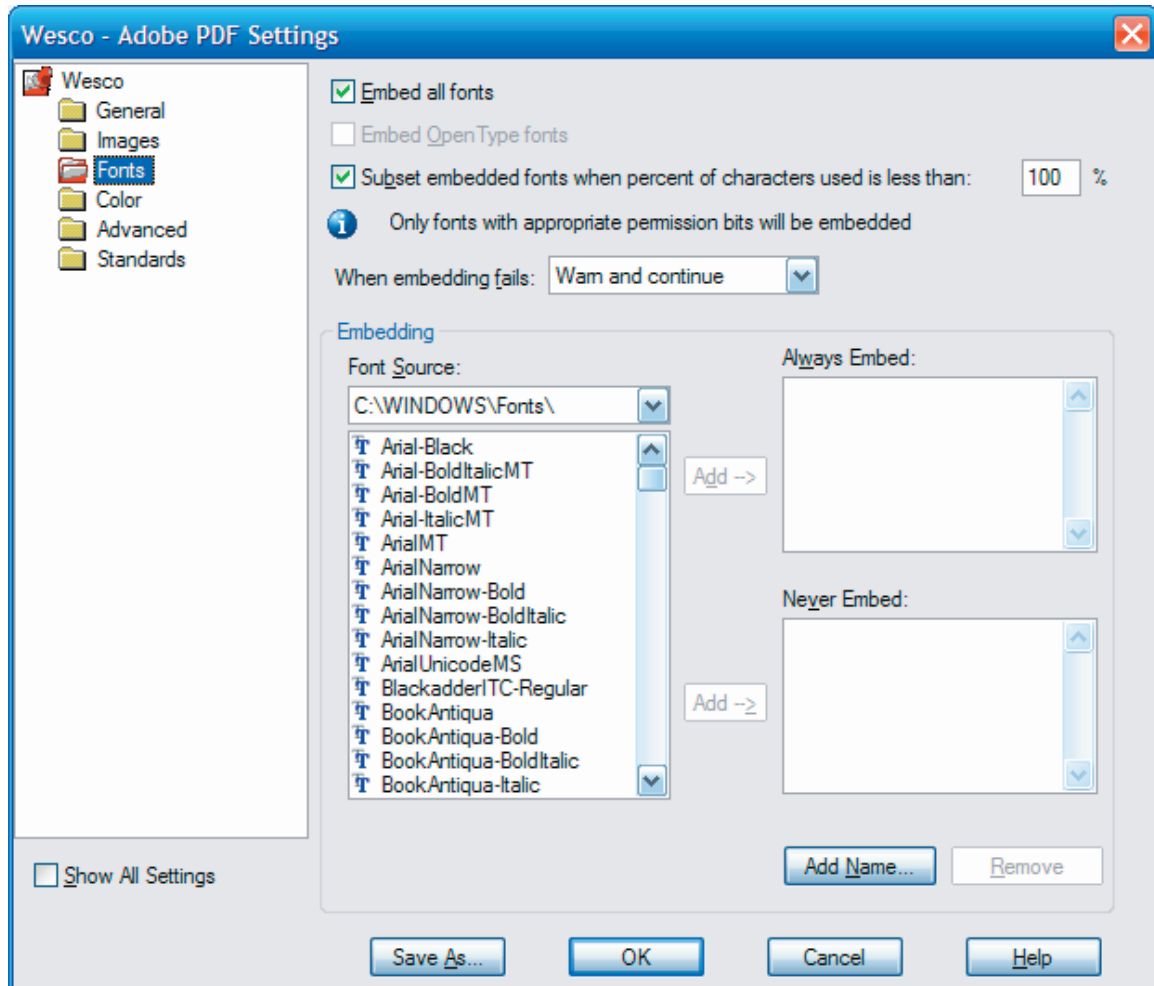 Wesco - Adobe PDF Settings
Wesco
General
Images
Fonts
Color
Advanced
Standards
Show All Settings
Embed all fonts
Embed OpenType fonts
Subset embedded fonts when percent of characters used is less than: 100 %
Only fonts with appropriate permission bits will be embedded
When embedding fails: Warn and continue
Embedding
Font Source:
C:\WINDOWS\Fonts\
Arial-Black
Arial-BoldItalicMT
Arial-BoldMT
Arial-ItalicMT
ArialMT
ArialNarrow
ArialNarrow-Bold
ArialNarrow-BoldItalic
ArialNarrow-Italic
ArialUnicodeMS
BlackadderITC-Regular
BookAntiqua
BookAntiqua-Bold
BookAntiqua-BoldItalic
BookAntiqua-Italic
Add -->
Add -->
Always Embed:
Never Embed:
Add Name...
Remove
Save As...
OK
Cancel
Help